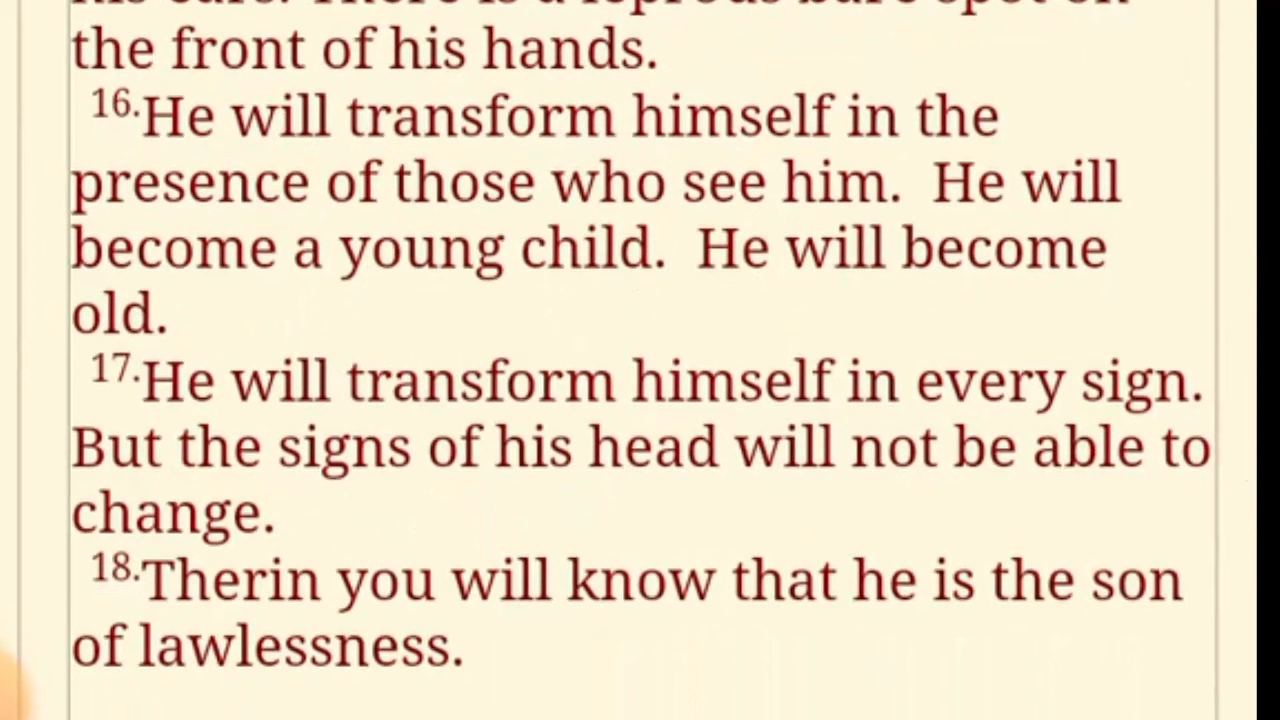 the front of his hands.
16.He will transform himself in the
presence of those who see him.  He will
become a young child.  He will become
old.
17.He will transform himself in every sign.
But the signs of his head will not be able to
change.
18.Therin you will know that he is the son
of lawlessness.